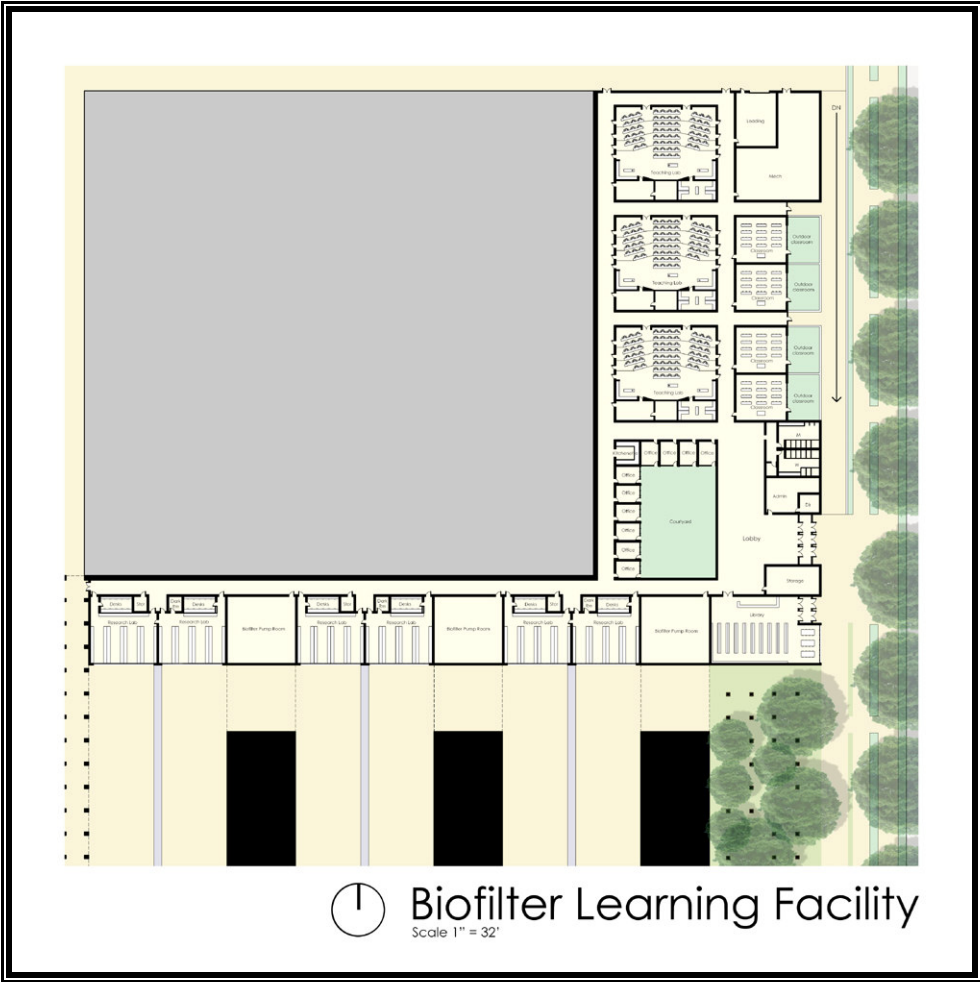 Loading
DN
Teaching Lab
Mech
Outdoor
classroom
Classroom
Teaching Lab
Outdoor
classroom
Classroom
Outdoor
classroom
Classroom
Teaching Lab
Outdoor
classroom
Classroom
M
Office
Office
Office
Office
Office
Office
Admin
Office
Courtyard
Lobby
Office
Office
Office
Storage
Desks
Desks
Desks
Desks
Desks
Desks
Library
Research Lab
Research Lab
Biofilter Pump Room
Research Lab
Research Lab
Biofilter Pump Room
Research Lab
Research Lab
Biofilter Pump Room
Biofilter Learning Facility
Scale 1" = 32'